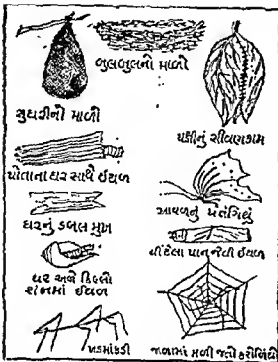 બુલબુલનો માળો
સુઘરીનો માળો
પક્ષીનું સીવણકામ
પોતાના ઘર સાથે ઈયળ
આવળનું પતંગિયું
ઘરનું ડબલ મુખ
વીંટેલા પાન જેવી ઈયળ
ઘર અને કિલ્લો
ઈયળ
ખડમાંકડી
જાળામાં મળી જતો કરોળિયો